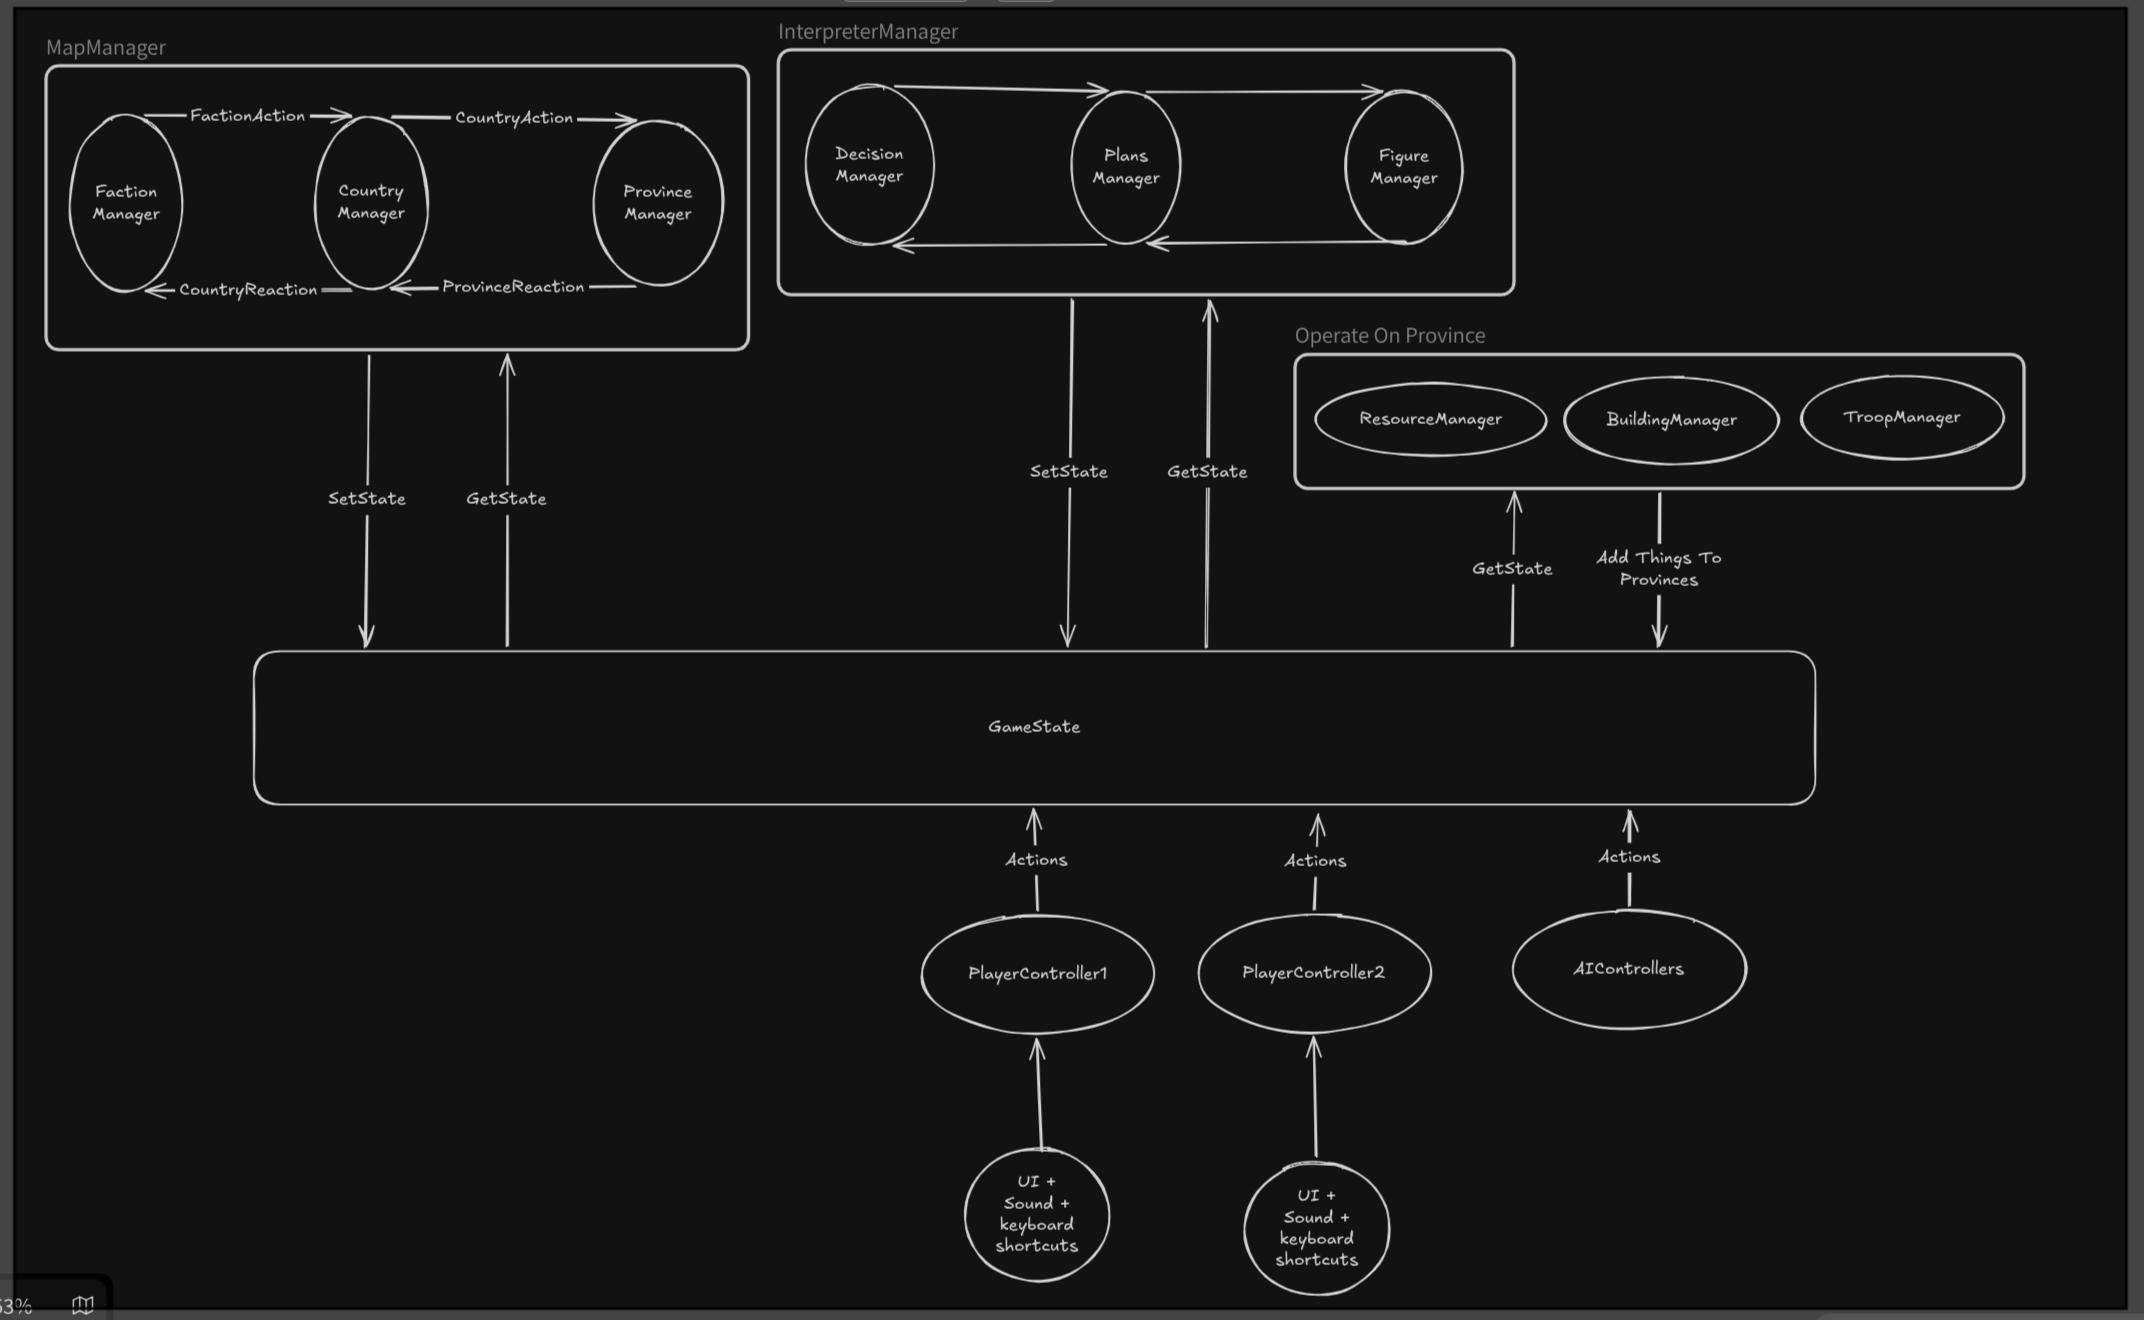 MapManager
InterpreterManager
FactionAction
CountryAction
Faction
Manager
Country
Manager
Province
Manager
CountryReaction
ProvinceReaction
Decision
Manager
Plans
Manager
Figure
Manager
Operate On Province
ResourceManager
BuildingManager
TroopManager
SetState
GetState
SetState
GetState
GetState
Add Things To
Provinces
GameState
Actions
Actions
Actions
PlayerController1
PlayerController2
AIControllers
UI +
Sound +
keyboard
shortcuts
UI +
Sound +
keyboard
shortcuts
53%